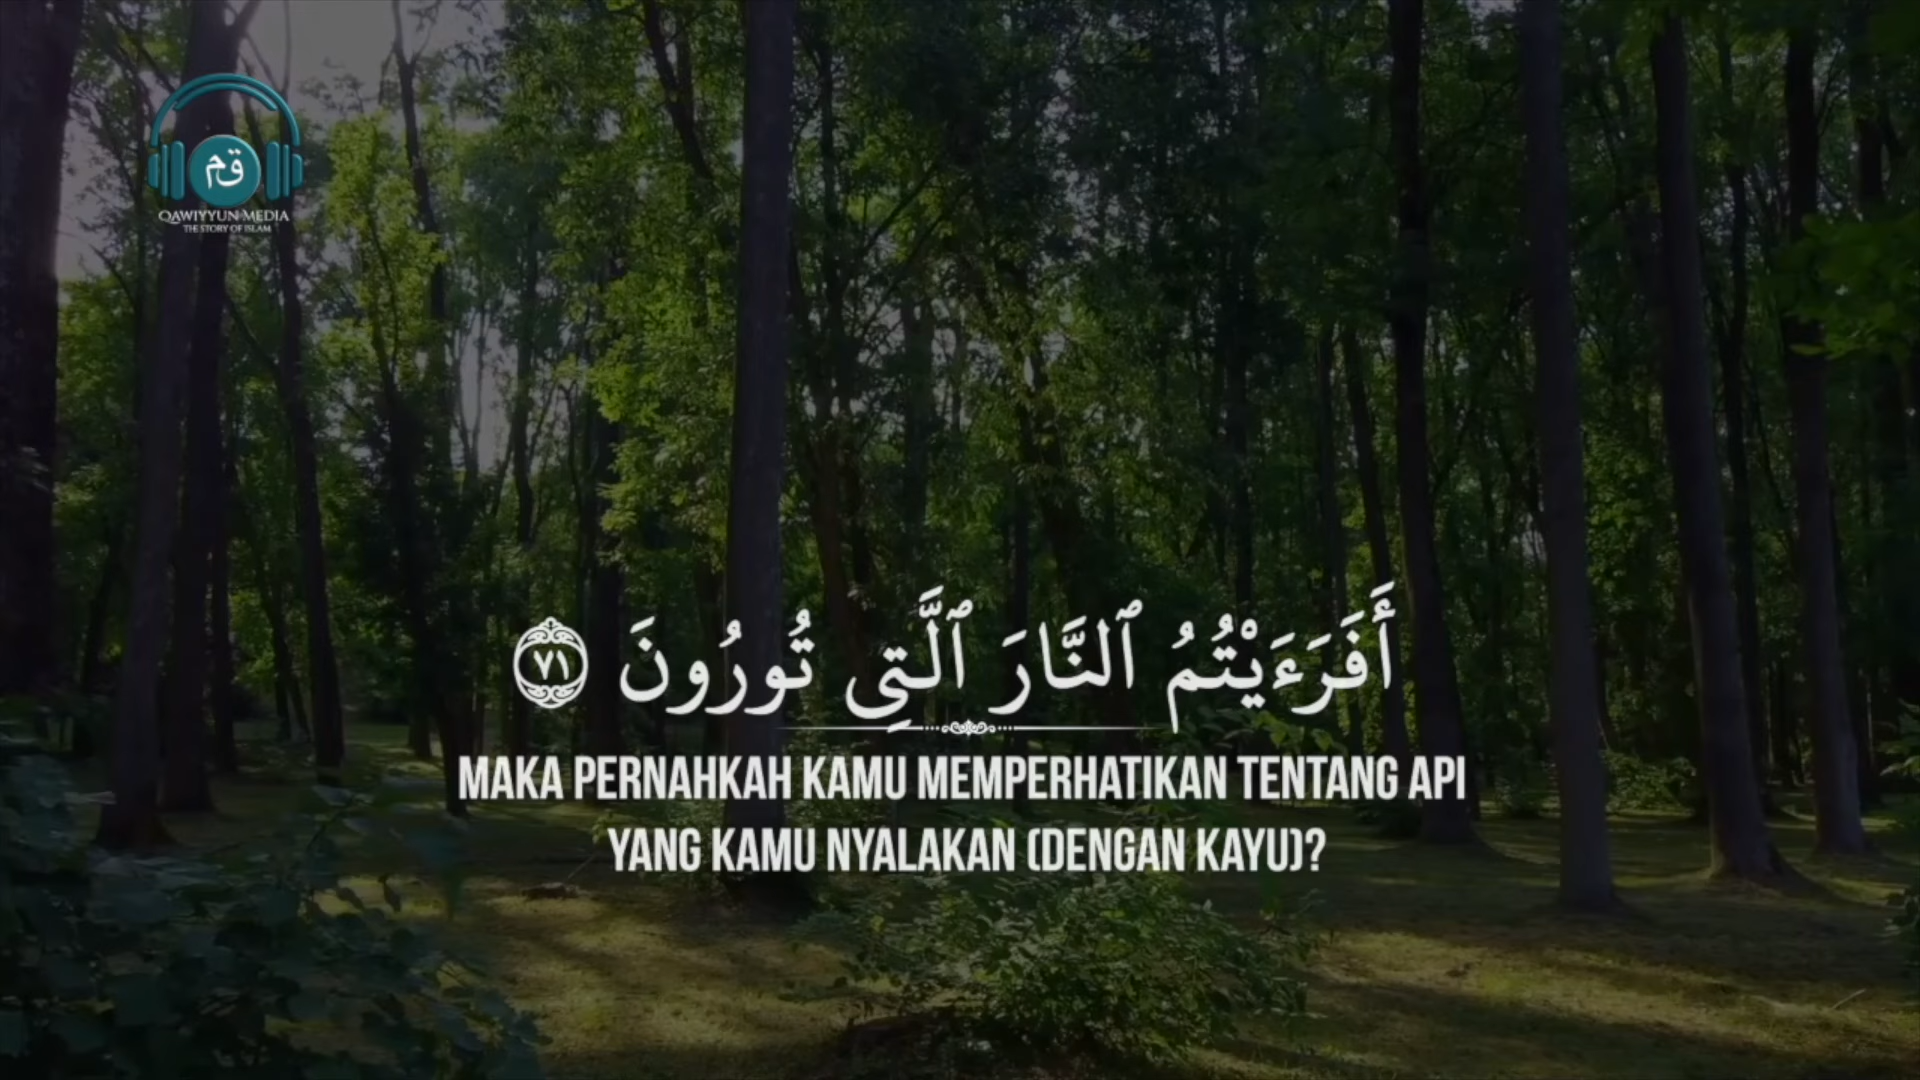 قم
QAWIYYUN MEDIA
THE STORY OF ISLAM
أَفَرَءَيْتُمُ ٱلنَّارَ ٱلَّتِى تُورُونَ ٧١
MAKA PERNAHKAH KAMU MEMPERHATIKAN TENTANG API
YANG KAMU NYALAKAN (DENGAN KAYU)?